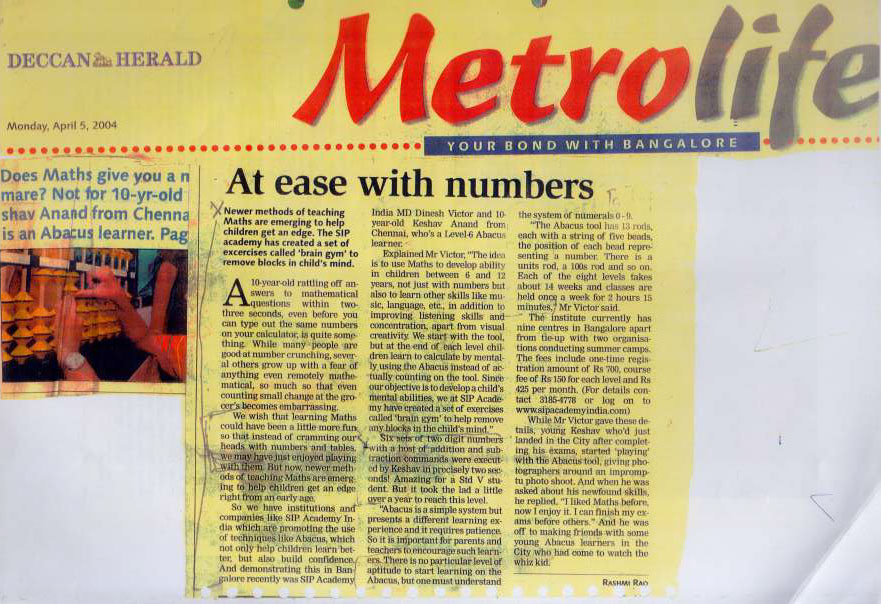 DECCAN HERALD
Metrolife
Monday, April 5, 2004
YOUR BOND WITH BANGALORE
Does Maths give you a n
mare? Not for 10-yr-old
shav Anand from Chenna
is an Abacus learner. Pag
At ease with numbers
Newer methods of teaching
Maths are emerging to help
children get an edge. The SIP
academy has created a set of
excercises called 'brain gym' to
remove blocks in child's mind.
A 10-year-old rattling off an-
swers to mathematical
questions within two-
three seconds, even before you
can type out the same numbers
on your calculator, is quite some-
thing. While many people are
good at number crunching, sever-
al others grow up with a fear of
anything even remotely mathe-
matical, so much so that even
counting small change at the gro-
cer's becomes embarrassing.
We wish that learning Maths
could have been a little more fun,
so that instead of cramming our
heads with numbers and tables,
we may have just enjoyed playing
with them. But now, newer meth-
ods of teaching Maths are emerg-
ing to help children get an edge
right from an early age.
So we have institutions and
companies like SIP Academy In-
dia which are promoting the use
of techniques like Abacus, which
not only help children learn bet-
ter, but also build confidence.
And demonstrating this in Ban-
galore recently was SIP Academy
India MD Dinesh Victor and 10-
year-old Keshav Anand from
Chennai, who's a Level-6 Abacus
learner.
Explained Mr Victor, "The idea
is to use Maths to develop ability
in children between 6 and 12
years, not just with numbers but
also to learn other skills like mu-
sic, language, etc., in addition to
improving listening skills and
concentration, apart from visual
creativity. We start with the tool,
but at the end of each level chil-
dren learn to calculate by mental-
ly using the Abacus instead of ac-
tually counting on the tool. Since
our objective is to develop a child's
mental abilities, we at SIP Acade-
my have created a set of exercises
called 'brain gym' to help remove
any blocks in the child's mind."
Six sets of two digit numbers
with a host of addition and sub-
traction commands were execut-
ed by Keshav in precisely two sec-
onds! Amazing for a Std V stu-
dent. But it took the lad a little
over a year to reach this level.
"Abacus is a simple system but
presents a different learning ex-
perience and it requires patience.
So it is important for parents and
teachers to encourage such learn-
ers. There is no particular level of
aptitude to start learning on the
Abacus, but one must understand
the system of numerals 0 - 9.
"The Abacus tool has 13 rods,
each with a string of five beads,
the position of each bead repre-
senting a number. There is a
units rod, a 100s rod and so on.
Each of the eight levels takes
about 14 weeks and classes are
held once a week for 2 hours 15
minutes," Mr Victor said.
The institute currently has
nine centres in Bangalore apart
from tie-up with two organisa-
tions conducting summer camps.
The fees include one-time regis-
tration amount of Rs 700, course
fee of Rs 150 for each level and Rs
425 per month. (For details con-
tact 3185-4778 or log on to
www.sipacademyindia.com)
While Mr Victor gave these de-
tails, young Keshav who'd just
landed in the City after complet-
ing his exams, started 'playing'
with the Abacus tool, giving pho-
tographers around an impromp-
tu photo shoot. And when he was
asked about his newfound skills,
he replied, "I liked Maths before,
now I enjoy it. I can finish my ex-
ams before others." And he was
off to making friends with some
young Abacus learners in the
City who had come to watch the
whiz kid.
RASHMI RAO